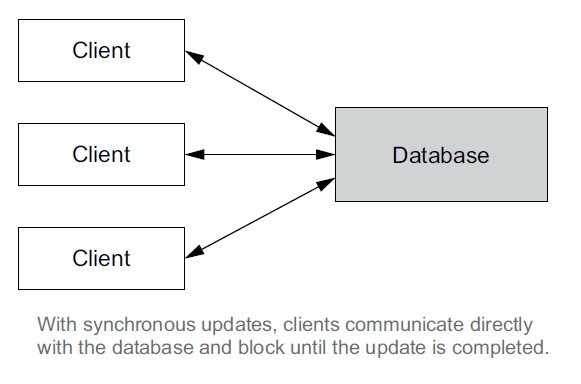 Client
Client
Database
Client
With synchronous updates, clients communicate directly
with the database and block until the update is completed.